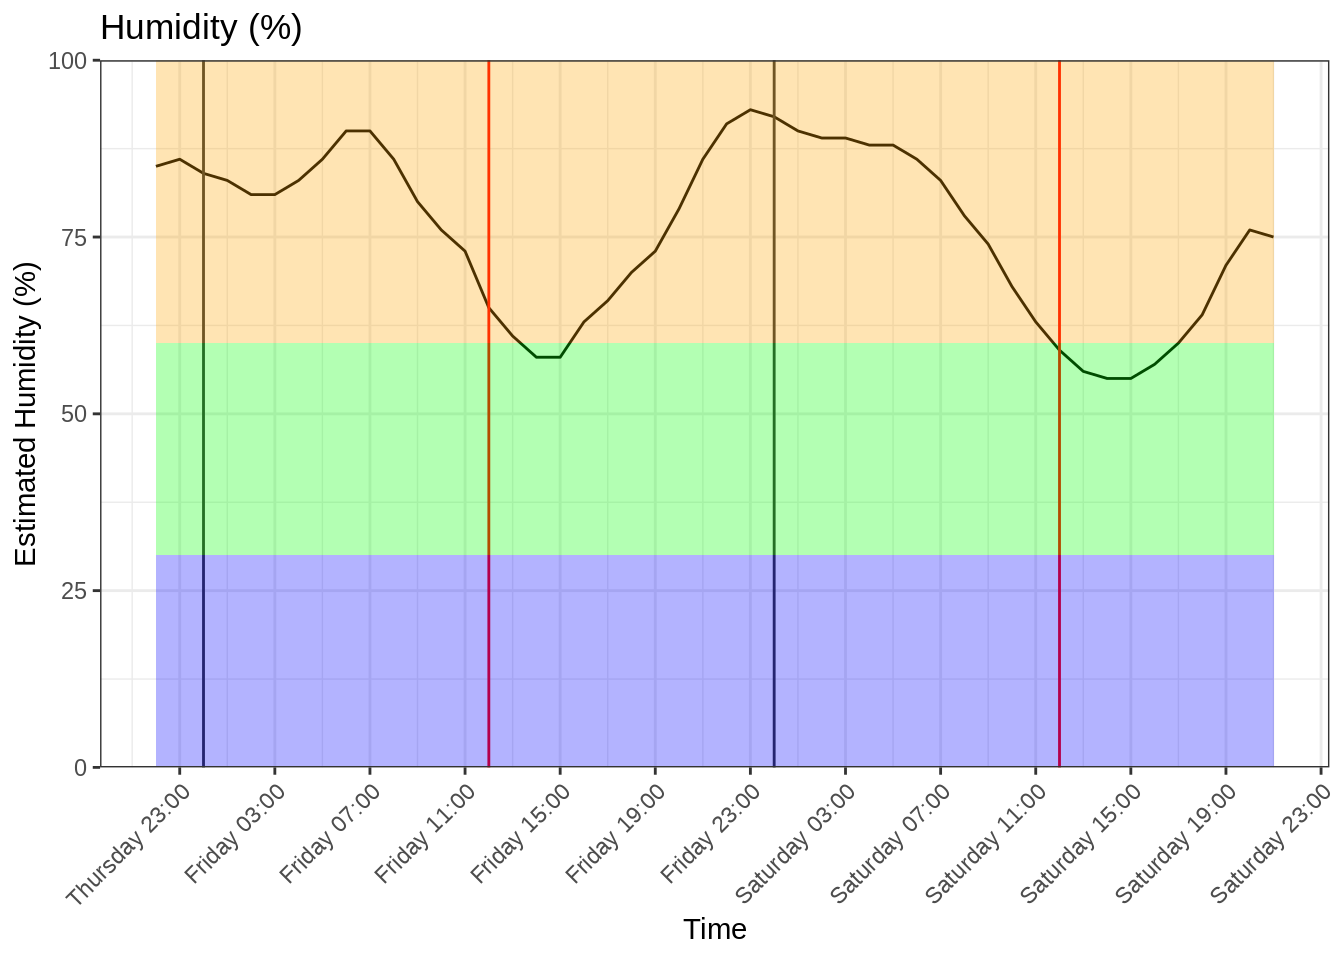 Humidity (%)
Estimated Humidity (%)
100
75
50
25
0
Thursday 23:00
Friday 03:00
Friday 07:00
Friday 11:00
Friday 15:00
Friday 19:00
Friday 23:00
Saturday 03:00
Saturday 07:00
Saturday 11:00
Saturday 15:00
Saturday 19:00
Saturday 23:00
Time